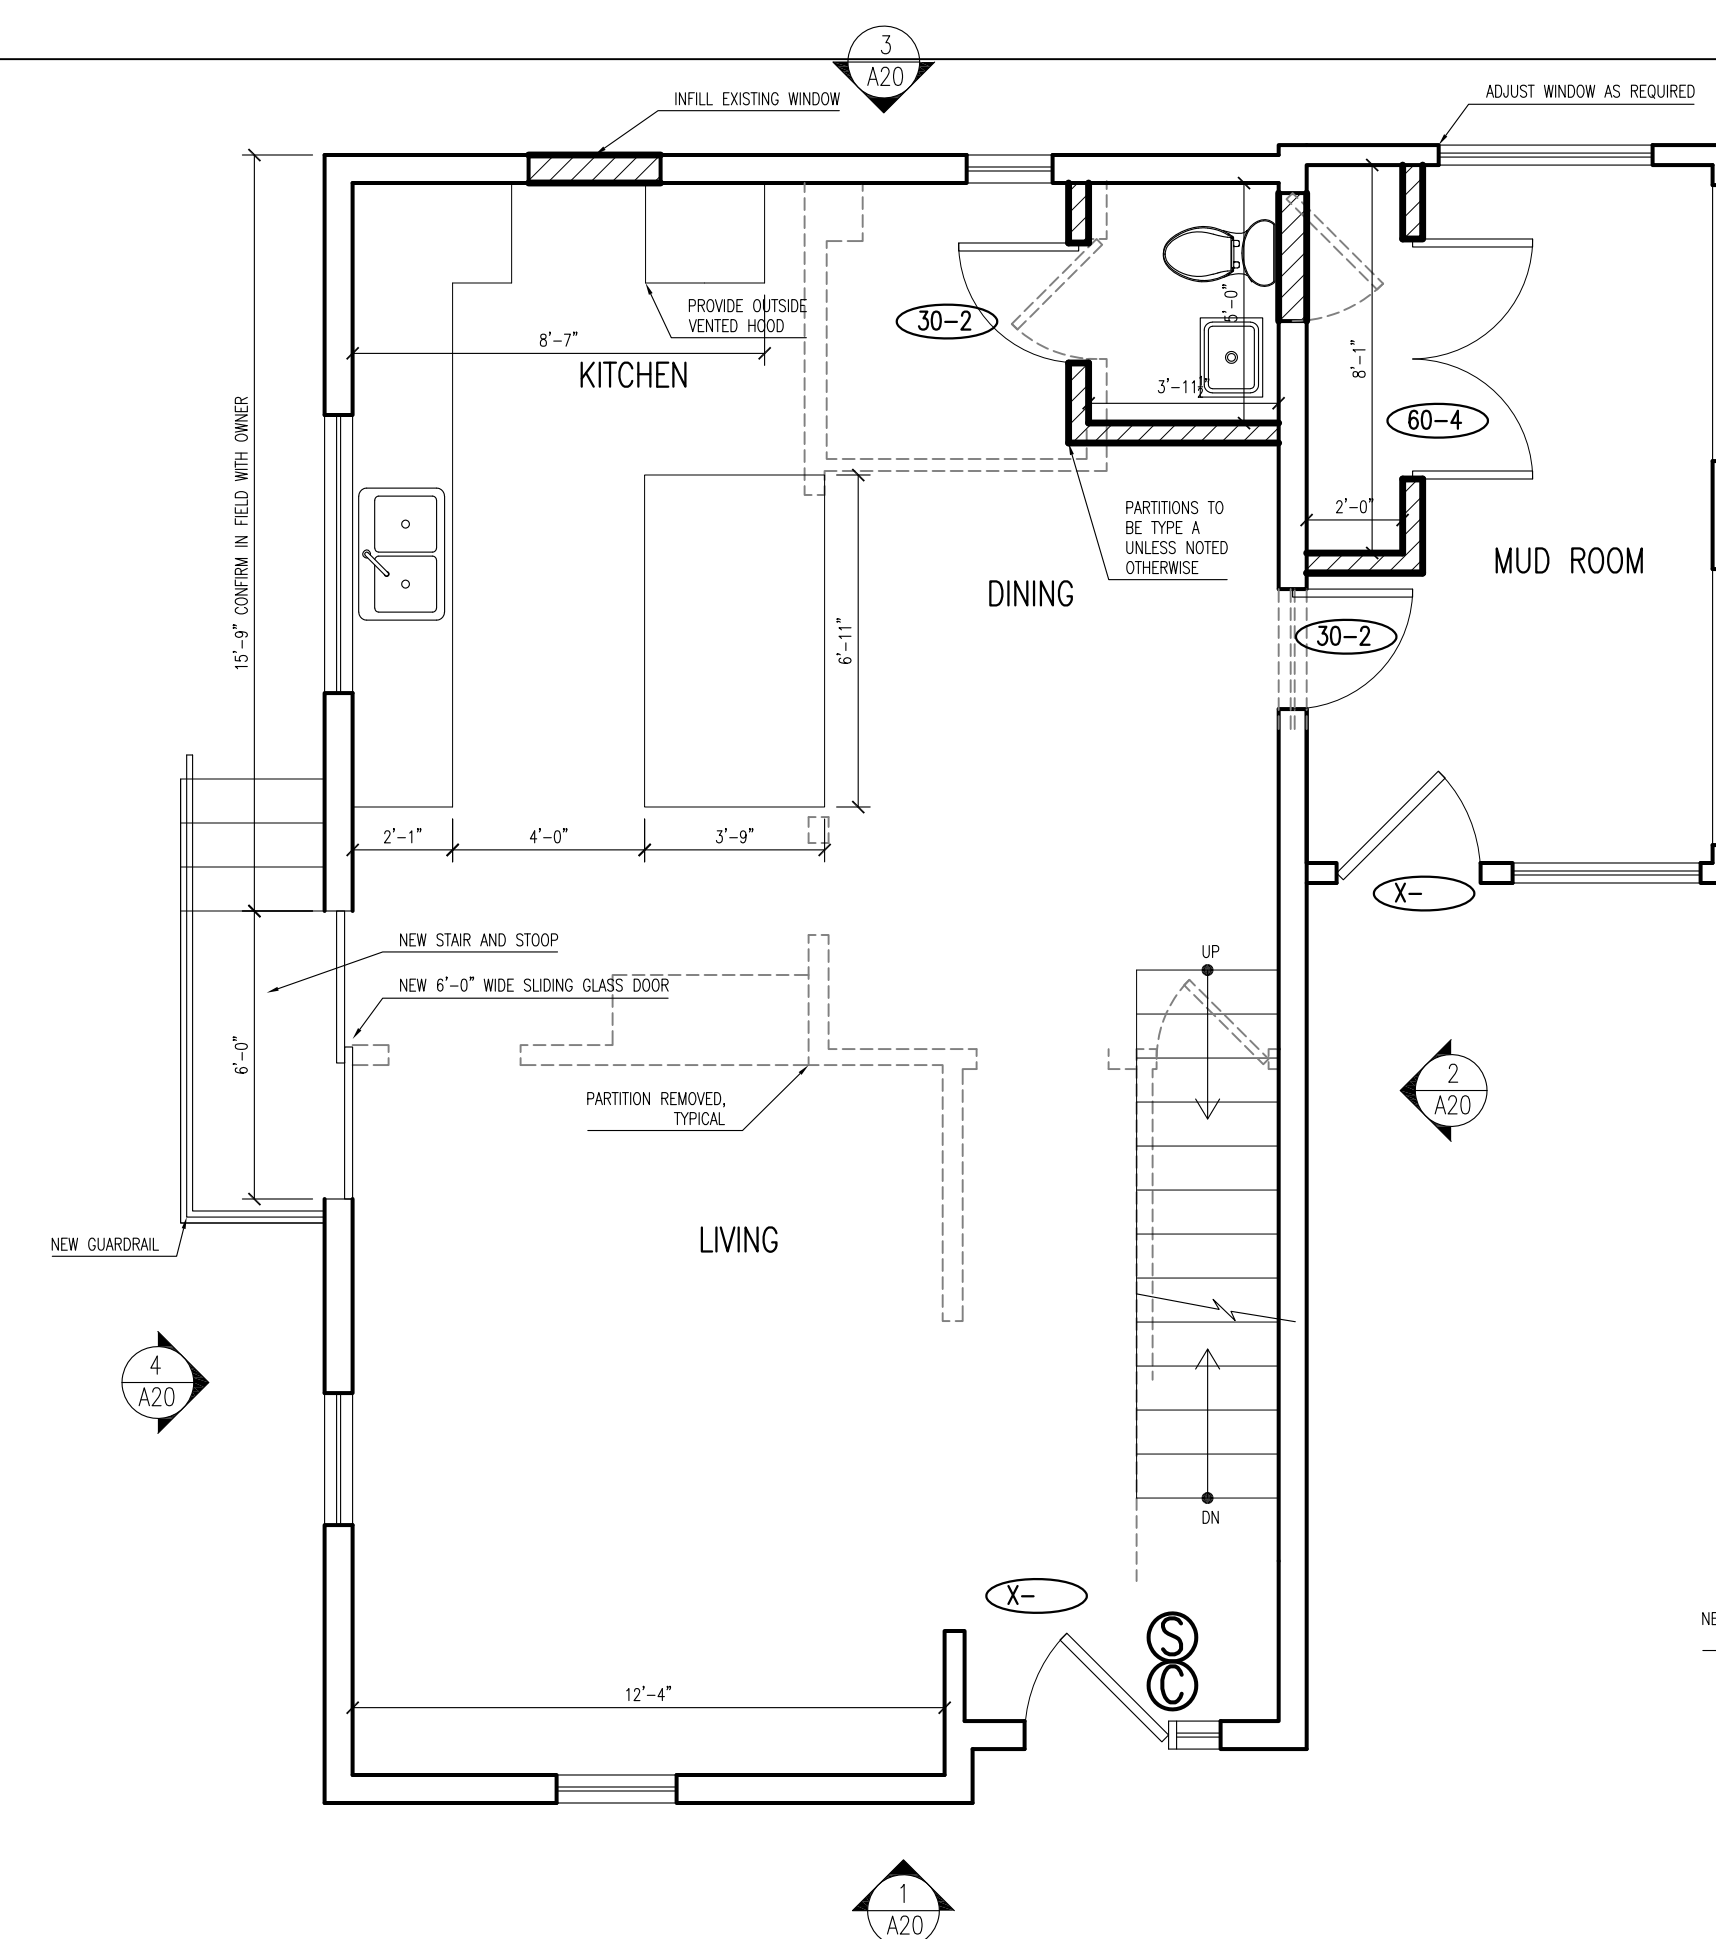 3
A20
INFILL EXISTING WINDOW
ADJUST WINDOW AS REQUIRED
PROVIDE OUTSIDE
VENTED HOOD
8'-7"
KITCHEN
30-2
5'-0"
3'-11½"
8'-1"
60-4
15'-9" CONFIRM IN FIELD WITH OWNER
2'-0"
PARTITIONS TO
BE TYPE A
UNLESS NOTED
OTHERWISE
MUD ROOM
DINING
6'-11"
30-2
2'-1"
4'-0"
3'-9"
X-
NEW STAIR AND STOOP
UP
NEW 6'-0" WIDE SLIDING GLASS DOOR
6'-0"
2
A20
PARTITION REMOVED,
TYPICAL
LIVING
NEW GUARDRAIL
4
A20
DN
X-
S
C
NE
12'-4"
1
A20